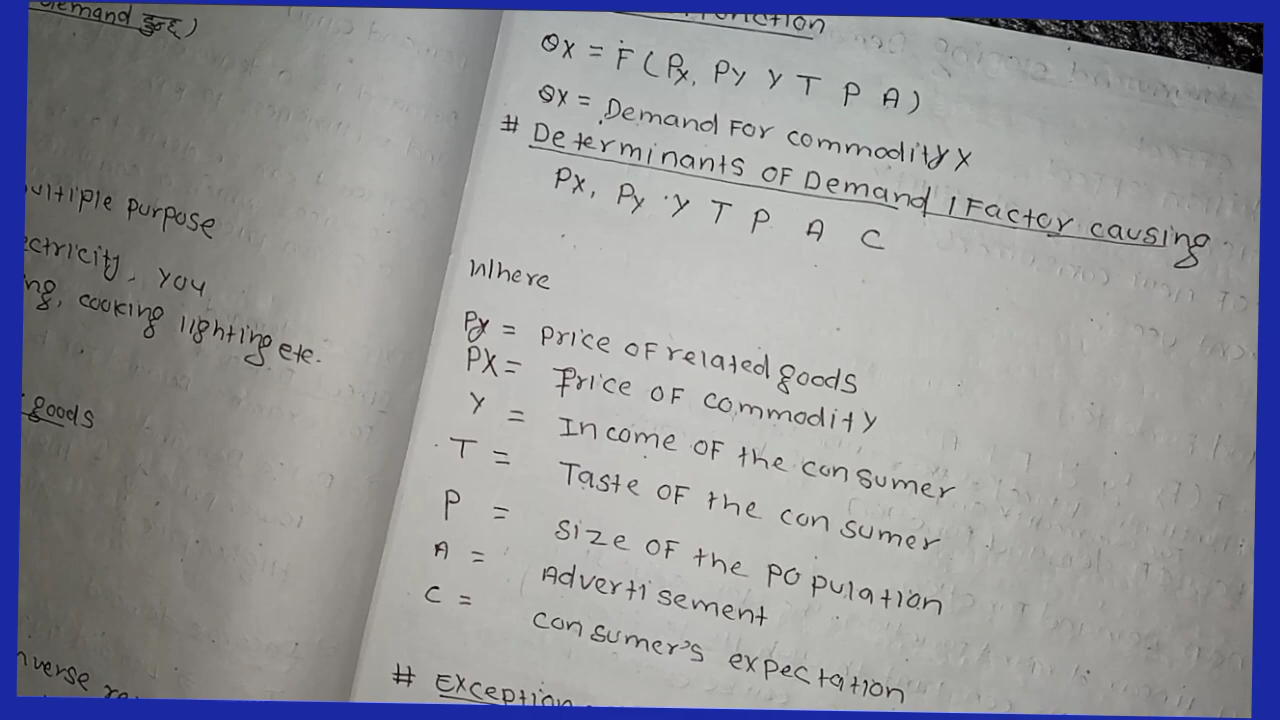 demand हुन्छ)
ultiple purpose
ectricity, you
ng, cooking lighting etc.
goods
nverse
Function
QX = F (Px, Py Y T P A)
QX = Demand For commodity X
# Determinants OF Demand / Factor causing
PX, Py Y T P A C
Where
Py = Price OF related goods
PX = Price OF commodity
Y = Income OF the consumer
T = Taste OF the consumer
P = Size OF the population
A = Advertisement
C = Consumer's expectation
# Exception